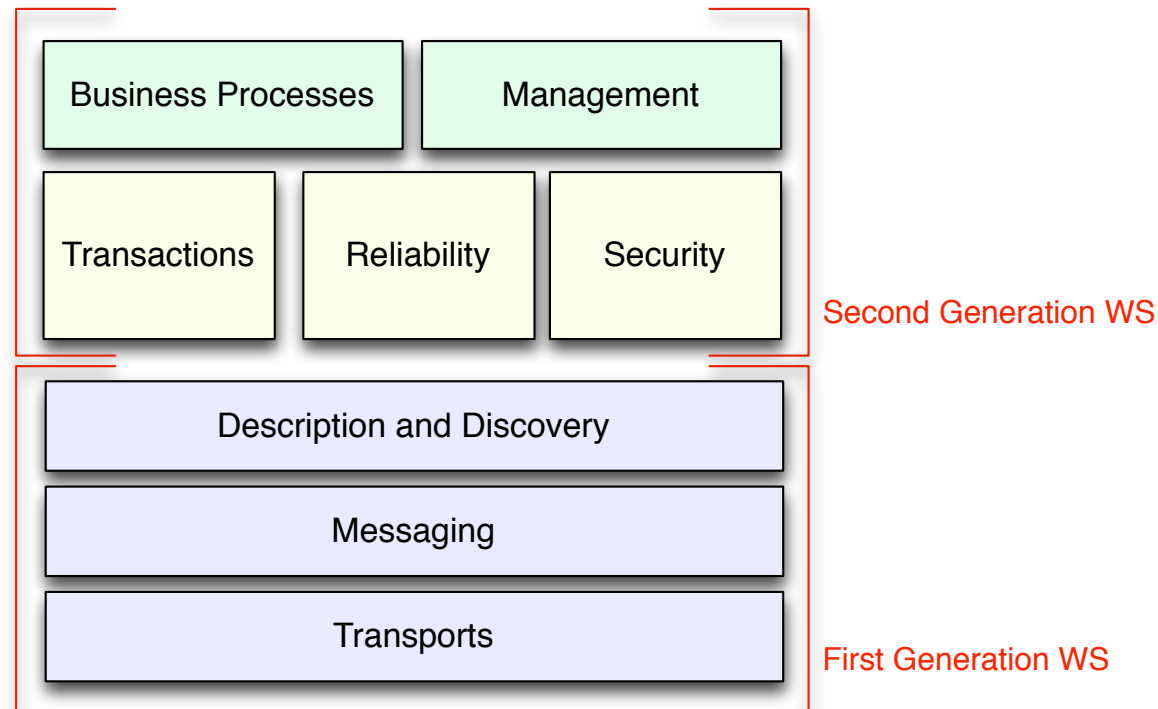 Business Processes
Management
Transactions
Reliability
Security
Second Generation WS
Description and Discovery
Messaging
Transports
First Generation WS